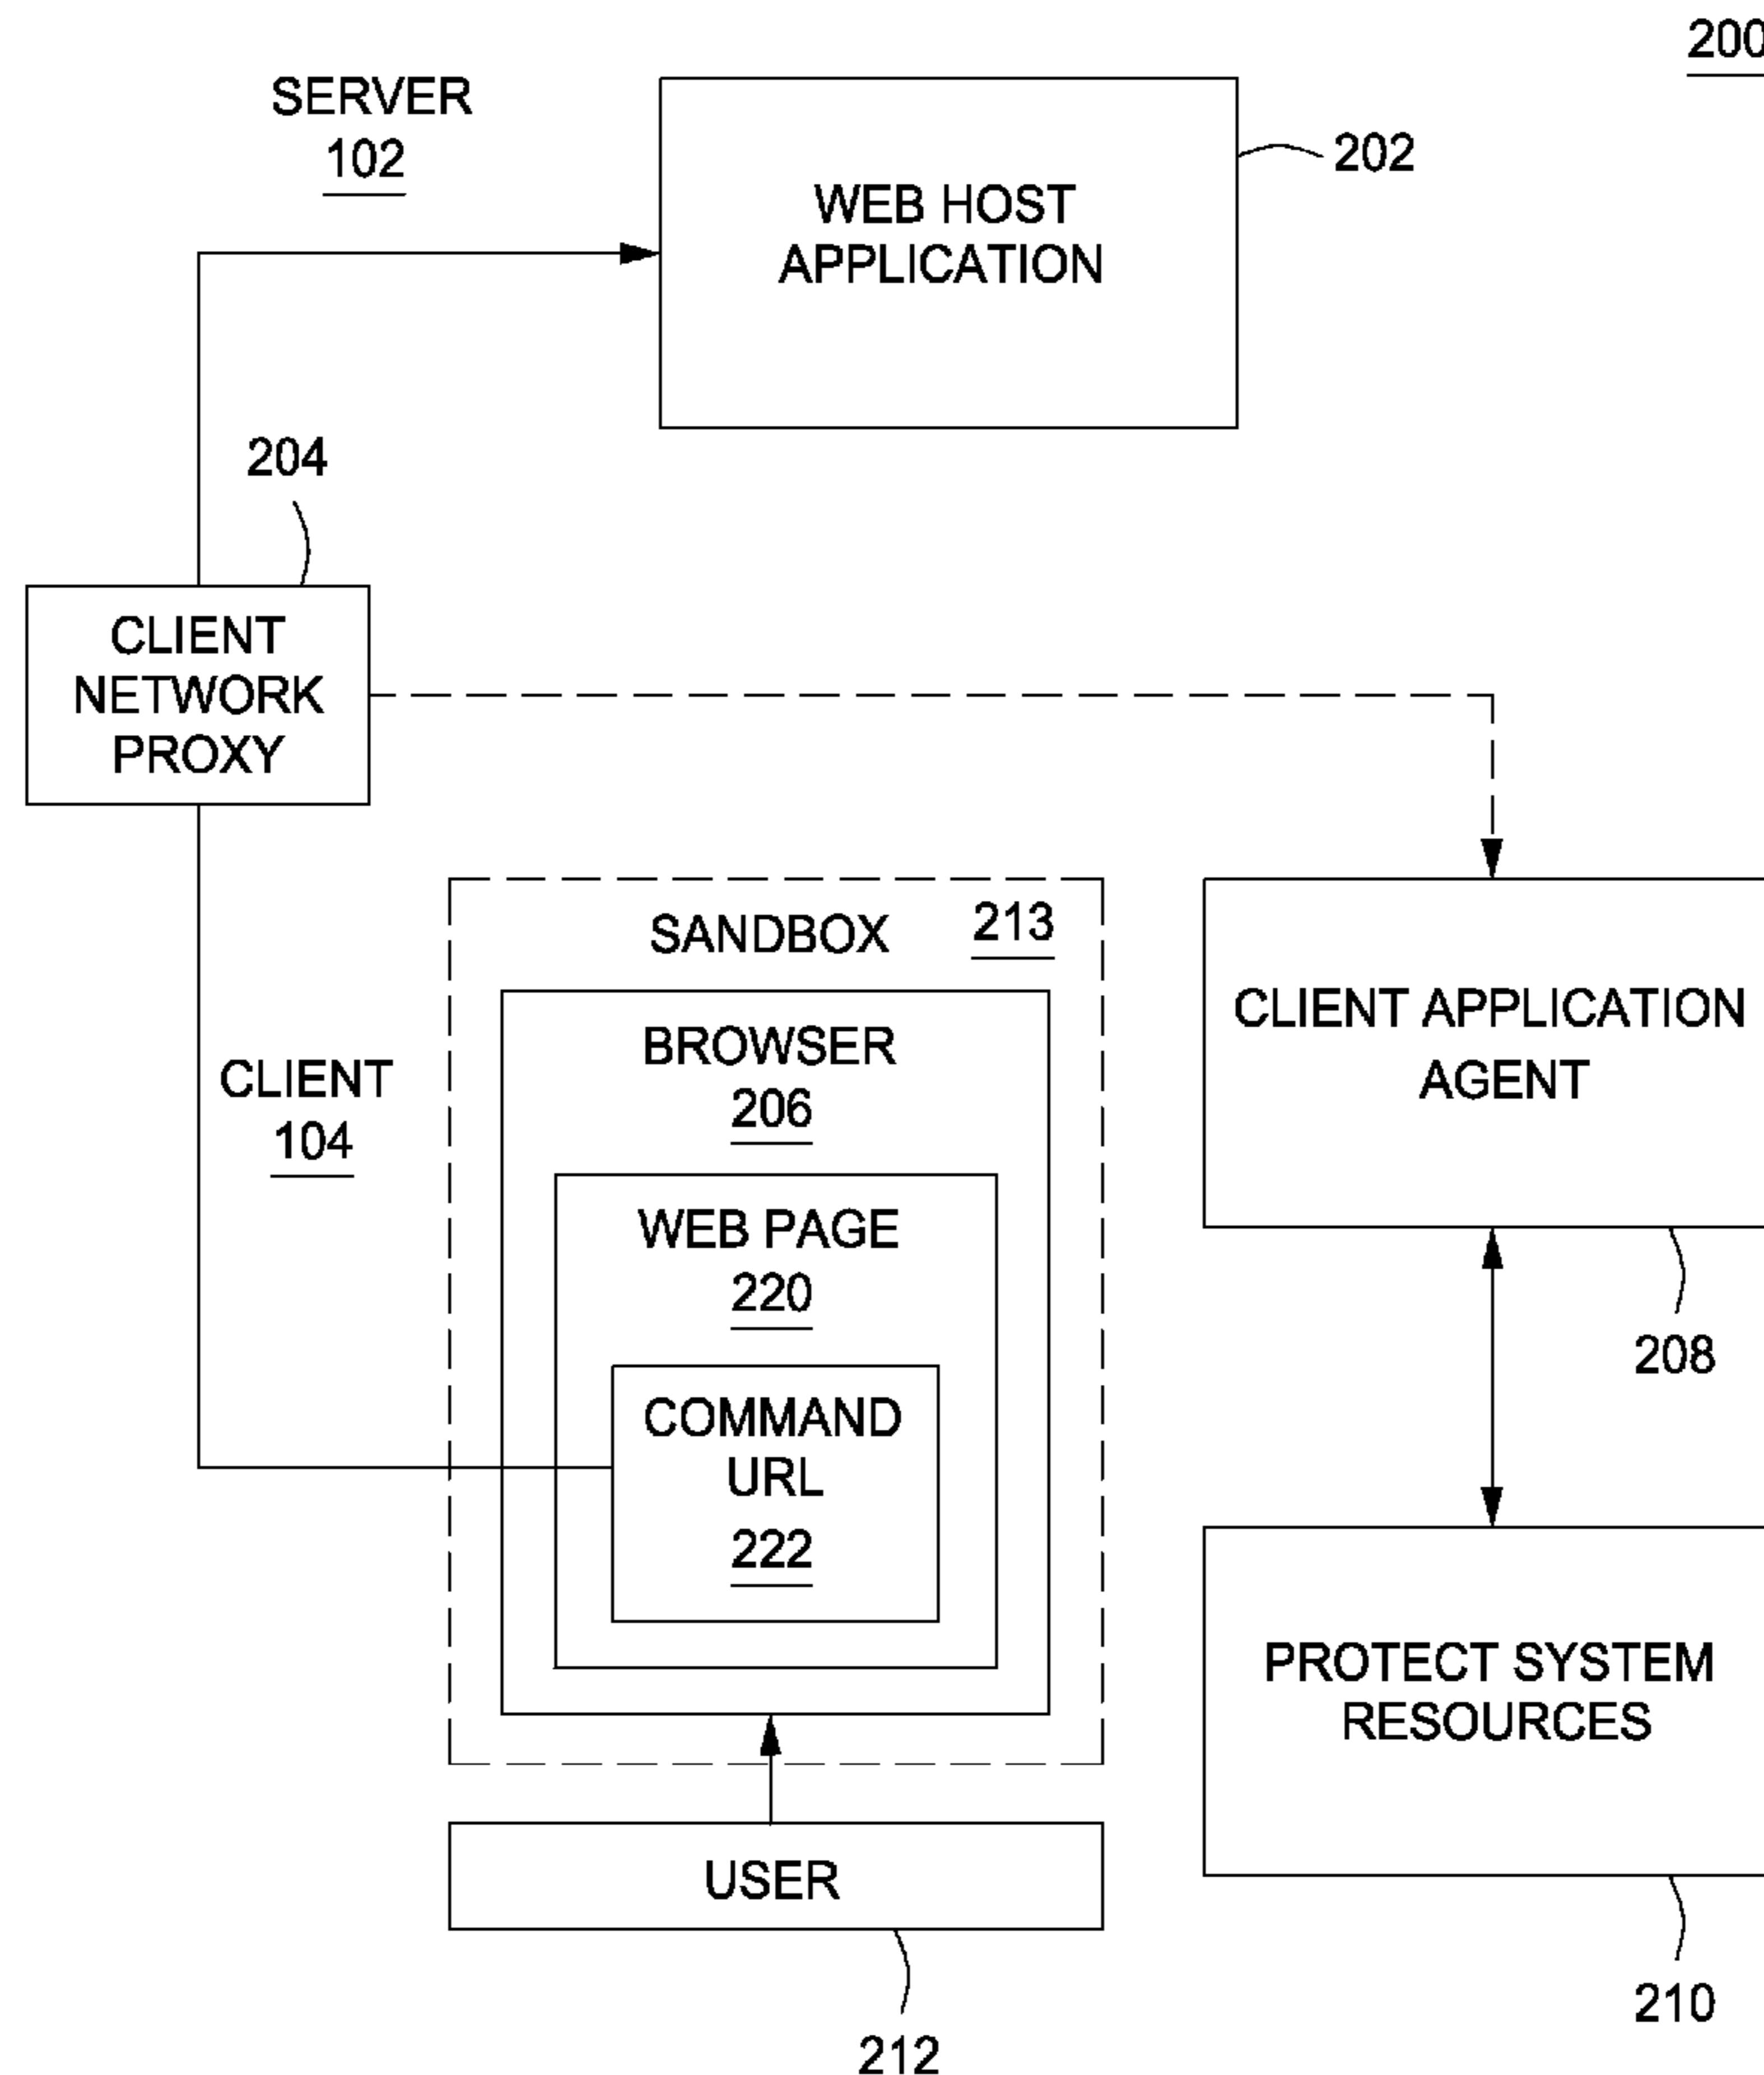 200
SERVER
102
WEB HOST
APPLICATION
202
204
CLIENT
NETWORK
PROXY
SANDBOX
213
BROWSER
206
CLIENT
104
WEB PAGE
220
COMMAND
URL
222
CLIENT APPLICATION
AGENT
208
PROTECT SYSTEM
RESOURCES
210
USER
212